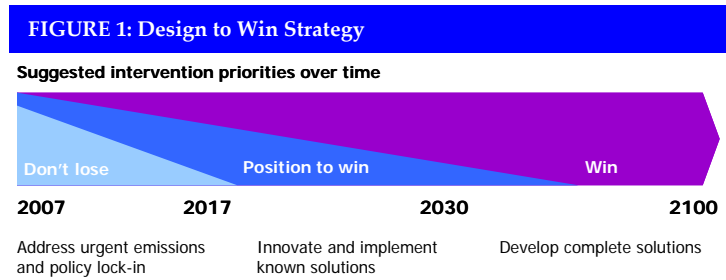 FIGURE 1: Design to Win Strategy
Suggested intervention priorities over time
Don't lose
Position to win
Win
2007
2017
2030
2100
Address urgent emissions
and policy lock-in
Innovate and implement
known solutions
Develop complete solutions